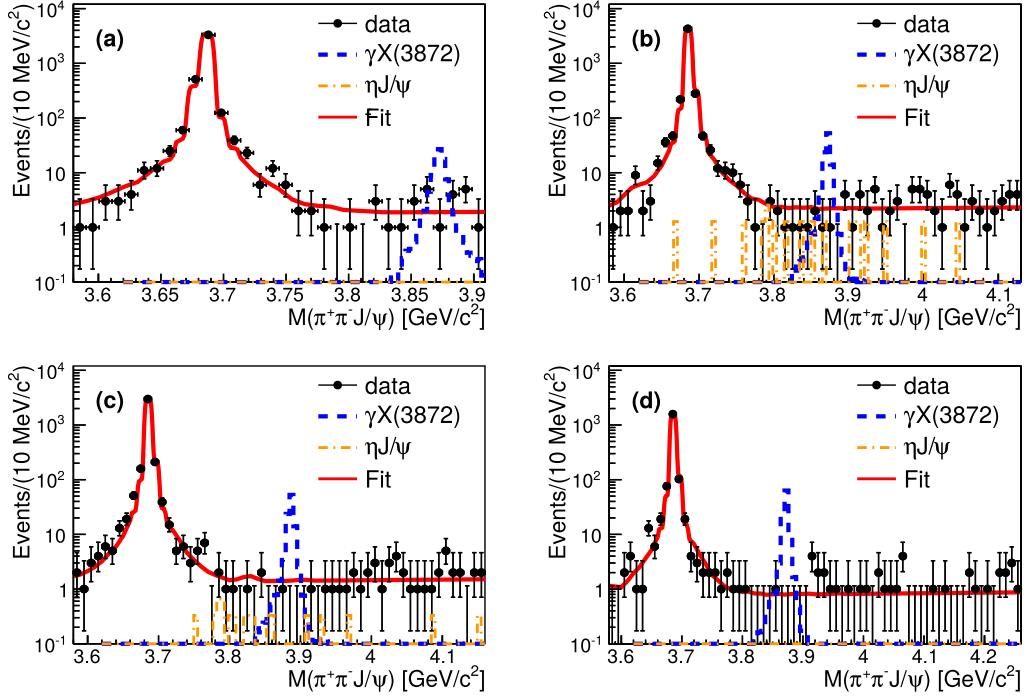 Events/(10 MeV/c²)
(a)
data
γX(3872)
ηJ/ψ
Fit
10⁴
10³
10²
10
1
10⁻¹
3.6 3.65 3.7 3.75 3.8 3.85 3.9
M(π⁺π⁻J/ψ) [GeV/c²]
Events/(10 MeV/c²)
(b)
data
γX(3872)
ηJ/ψ
Fit
10⁴
10³
10²
10
1
10⁻¹
3.6 3.7 3.8 3.9 4 4.1
M(π⁺π⁻J/ψ) [GeV/c²]
Events/(10 MeV/c²)
(c)
data
γX(3872)
ηJ/ψ
Fit
10⁴
10³
10²
10
1
10⁻¹
3.6 3.7 3.8 3.9 4 4.1
M(π⁺π⁻J/ψ) [GeV/c²]
Events/(10 MeV/c²)
(d)
data
γX(3872)
ηJ/ψ
Fit
10⁴
10³
10²
10
1
10⁻¹
3.6 3.7 3.8 3.9 4 4.1 4.2
M(π⁺π⁻J/ψ) [GeV/c²]